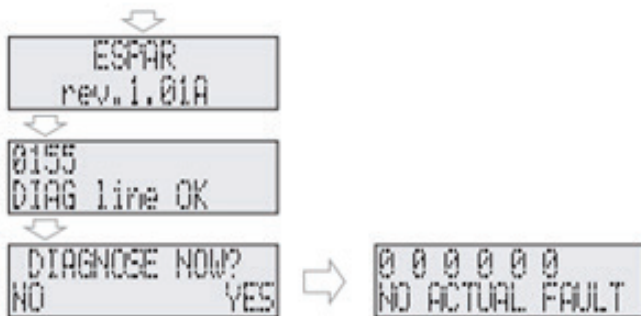 ESPAR
rev.1.01A
0155
DIAG line OK
DIAGNOSE NOW?
NO YES
0 0 0 0 0 0
NO ACTUAL FAULT